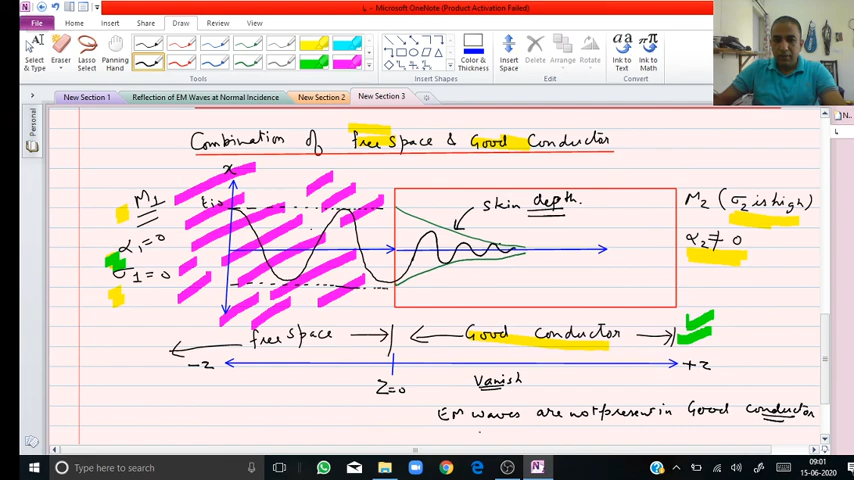 L - Microsoft OneNote (Product Activation Failed)
File Home Insert Share Draw Review View
Select & Type Eraser Lasso Select Panning Hand Color & Thickness Insert Space Delete Arrange Rotate Ink to Text Ink to Math
Tools Insert Shapes Edit Convert
New Section 1 Reflection of EM Waves at Normal Incidence New Section 2 New Section 3
Personal
N..
Combination of free space & Good Conductor
x
M1
skin depth.
M2 (σ2 is high)
α1=0
α2 ≠ 0
σ1=0
free space Good Conductor
-z
+z
Z=0
Vanish
EM waves are not present in Good conductor
Type here to search
09:01
15-06-2020